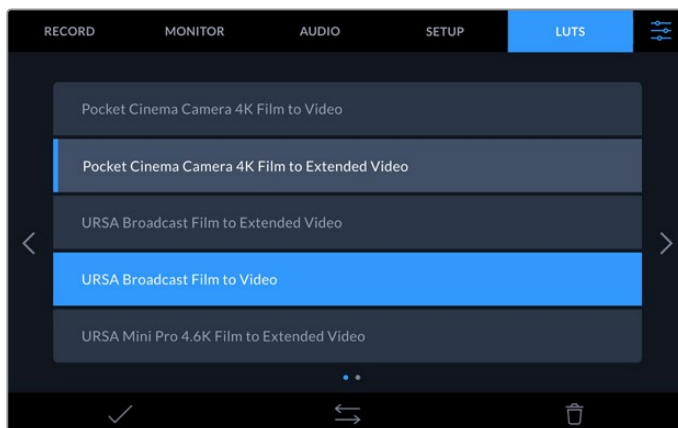 RECORD MONITOR AUDIO SETUP LUTS
Pocket Cinema Camera 4K Film to Video
Pocket Cinema Camera 4K Film to Extended Video
URSA Broadcast Film to Extended Video
URSA Broadcast Film to Video
URSA Mini Pro 4.6K Film to Extended Video